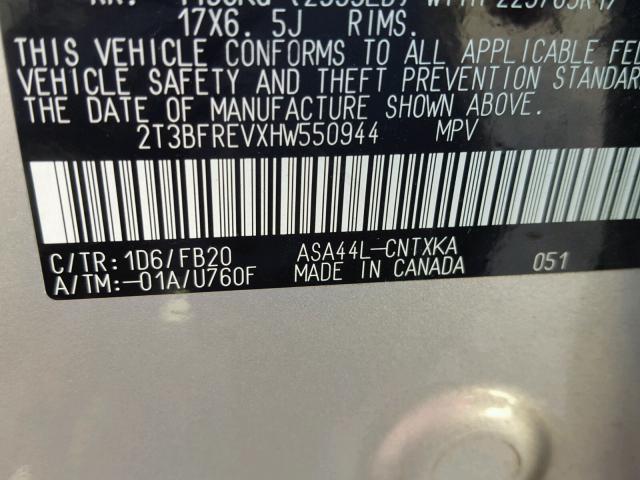 17X6. 5J RIMS.
THIS VEHICLE CONFORMS TO ALL APPLICABLE FED
VEHICLE SAFETY AND THEFT PREVENTION STANDAR
THE DATE OF MANUFACTURE SHOWN ABOVE.
2T3BFREVXHW550944 MPV
C/TR: 1D6/FB20 ASA44L-CNTXKA
A/TM:-01A/U760F MADE IN CANADA 051